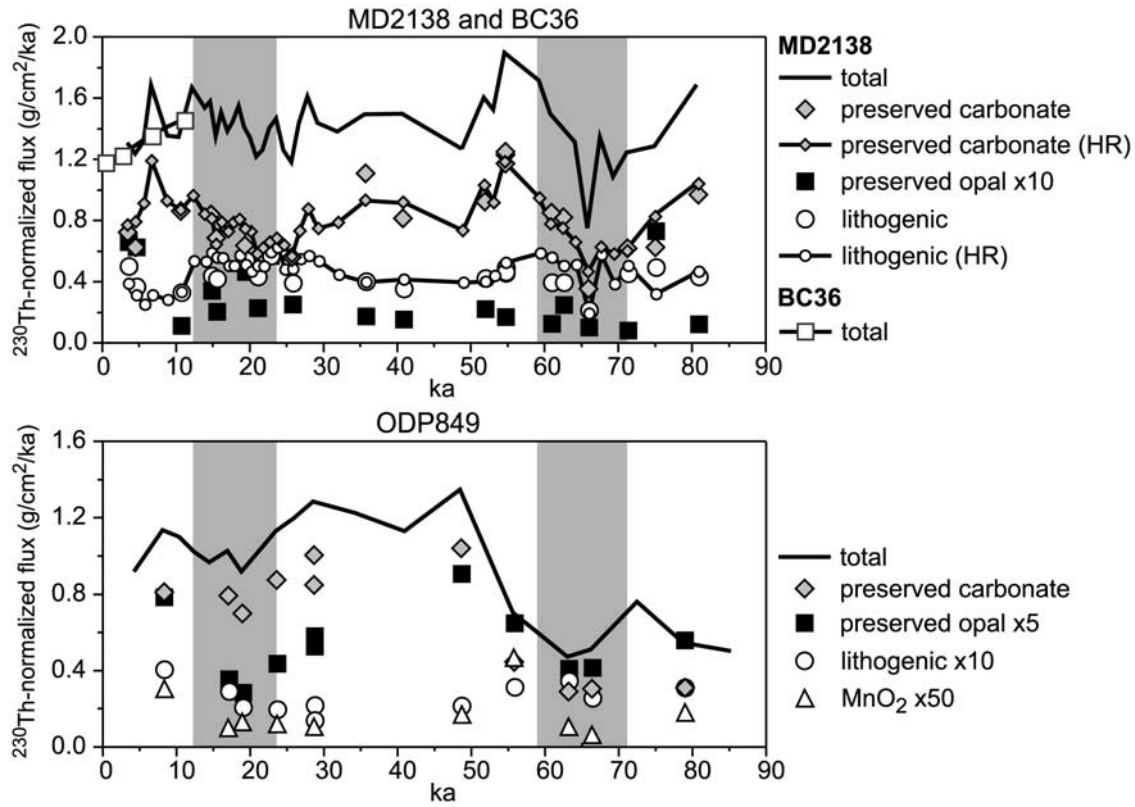 MD2138 and BC36
²³⁰Th-normalized flux (g/cm²/ka)
2.0
1.6
1.2
0.8
0.4
0.0
0 10 20 30 40 50 60 70 80 90
ka
MD2138
total
preserved carbonate
preserved carbonate (HR)
preserved opal x10
lithogenic
lithogenic (HR)
BC36
total
ODP849
²³⁰Th-normalized flux (g/cm²/ka)
1.6
1.2
0.8
0.4
0.0
0 10 20 30 40 50 60 70 80 90
ka
total
preserved carbonate
preserved opal x5
lithogenic x10
MnO₂ x50